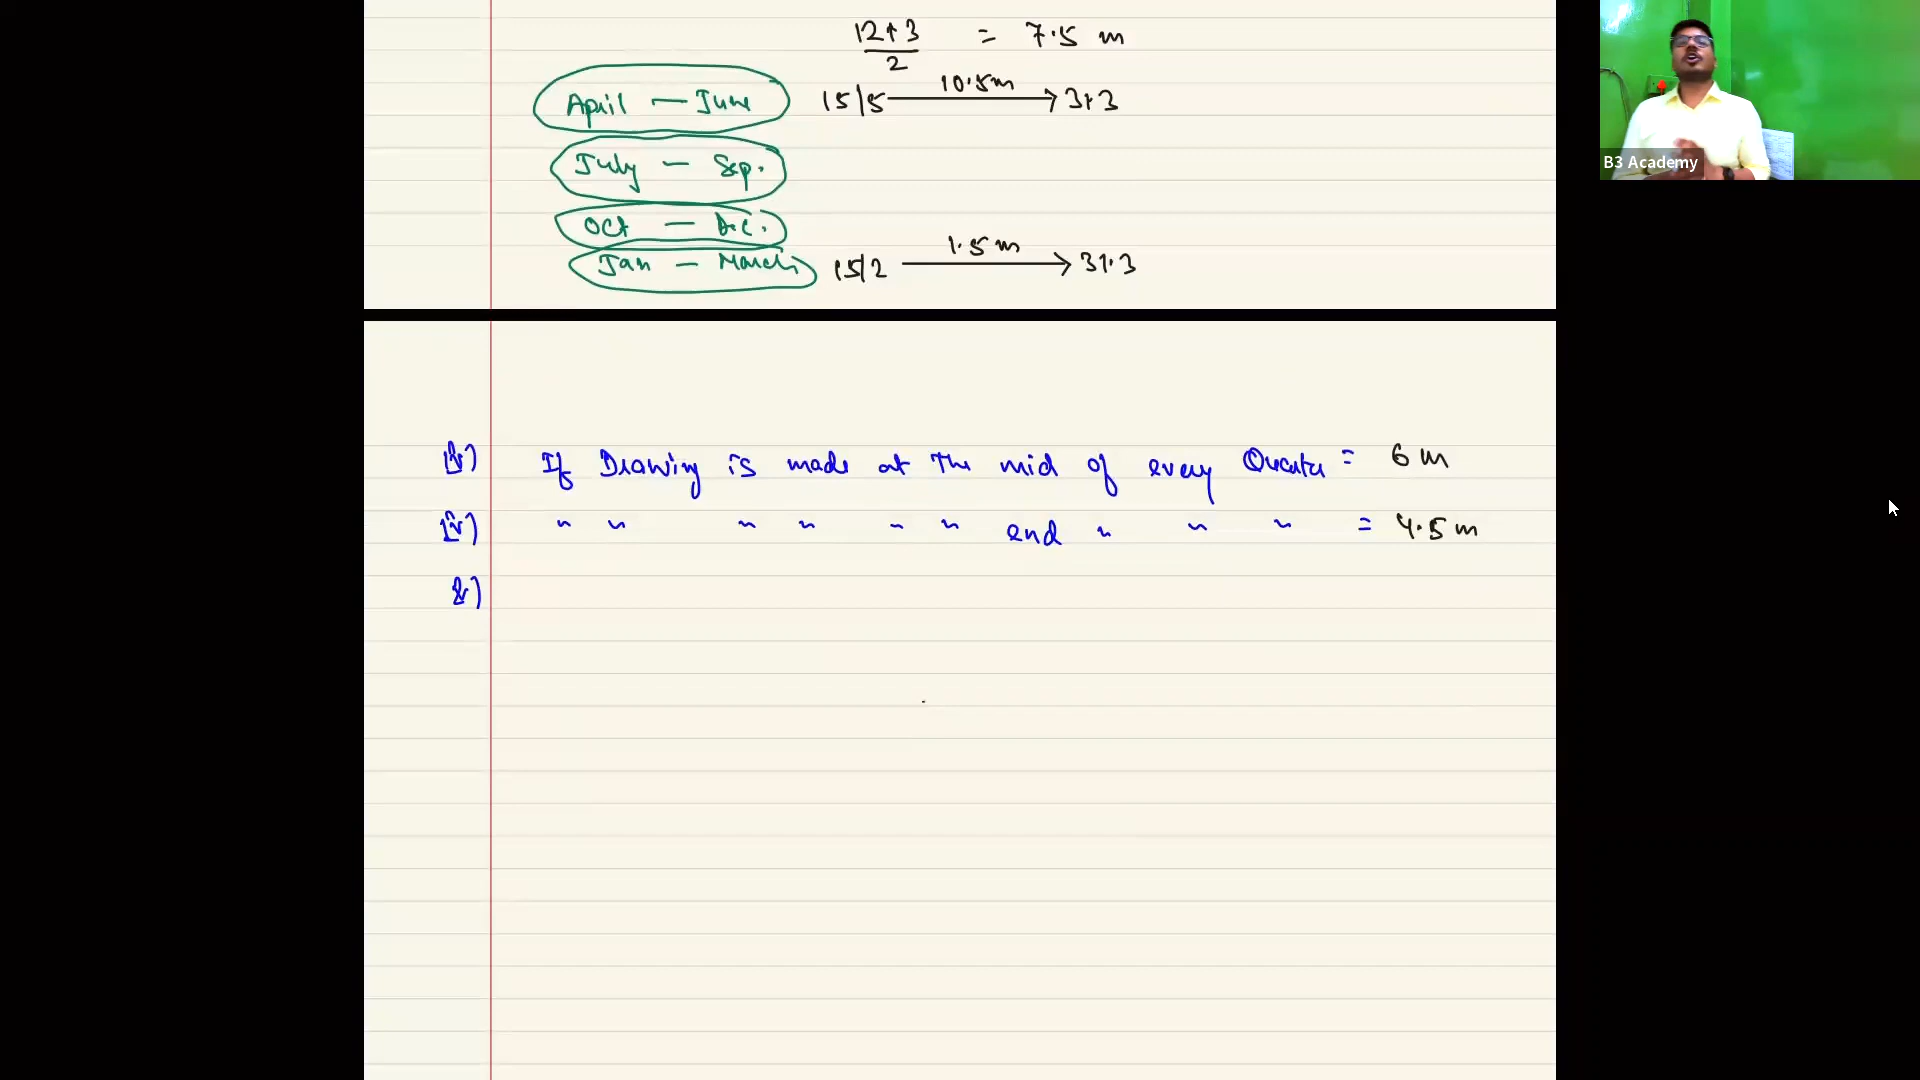 12+3 = 7.5 m
2
April — June 15/5 10.5m 31.3
July — Sep.
Oct — Dec.
Jan — March 15/2 1.5 m 31.3
B3 Academy
If Drawing is made at the mid of every Quarter = 6 m
" " " " " " end " " " = 4.5 m